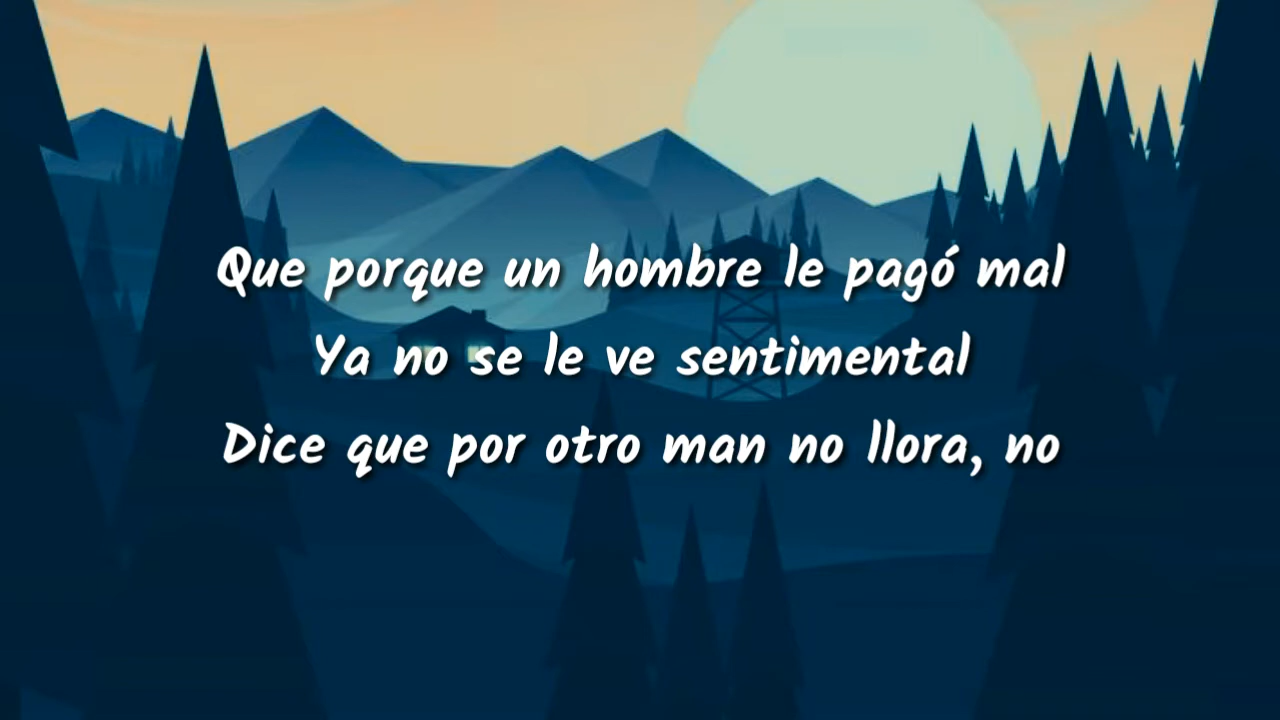 Que porque un hombre le pagó mal
Ya no se le ve sentimental
Dice que por otro man no llora, no